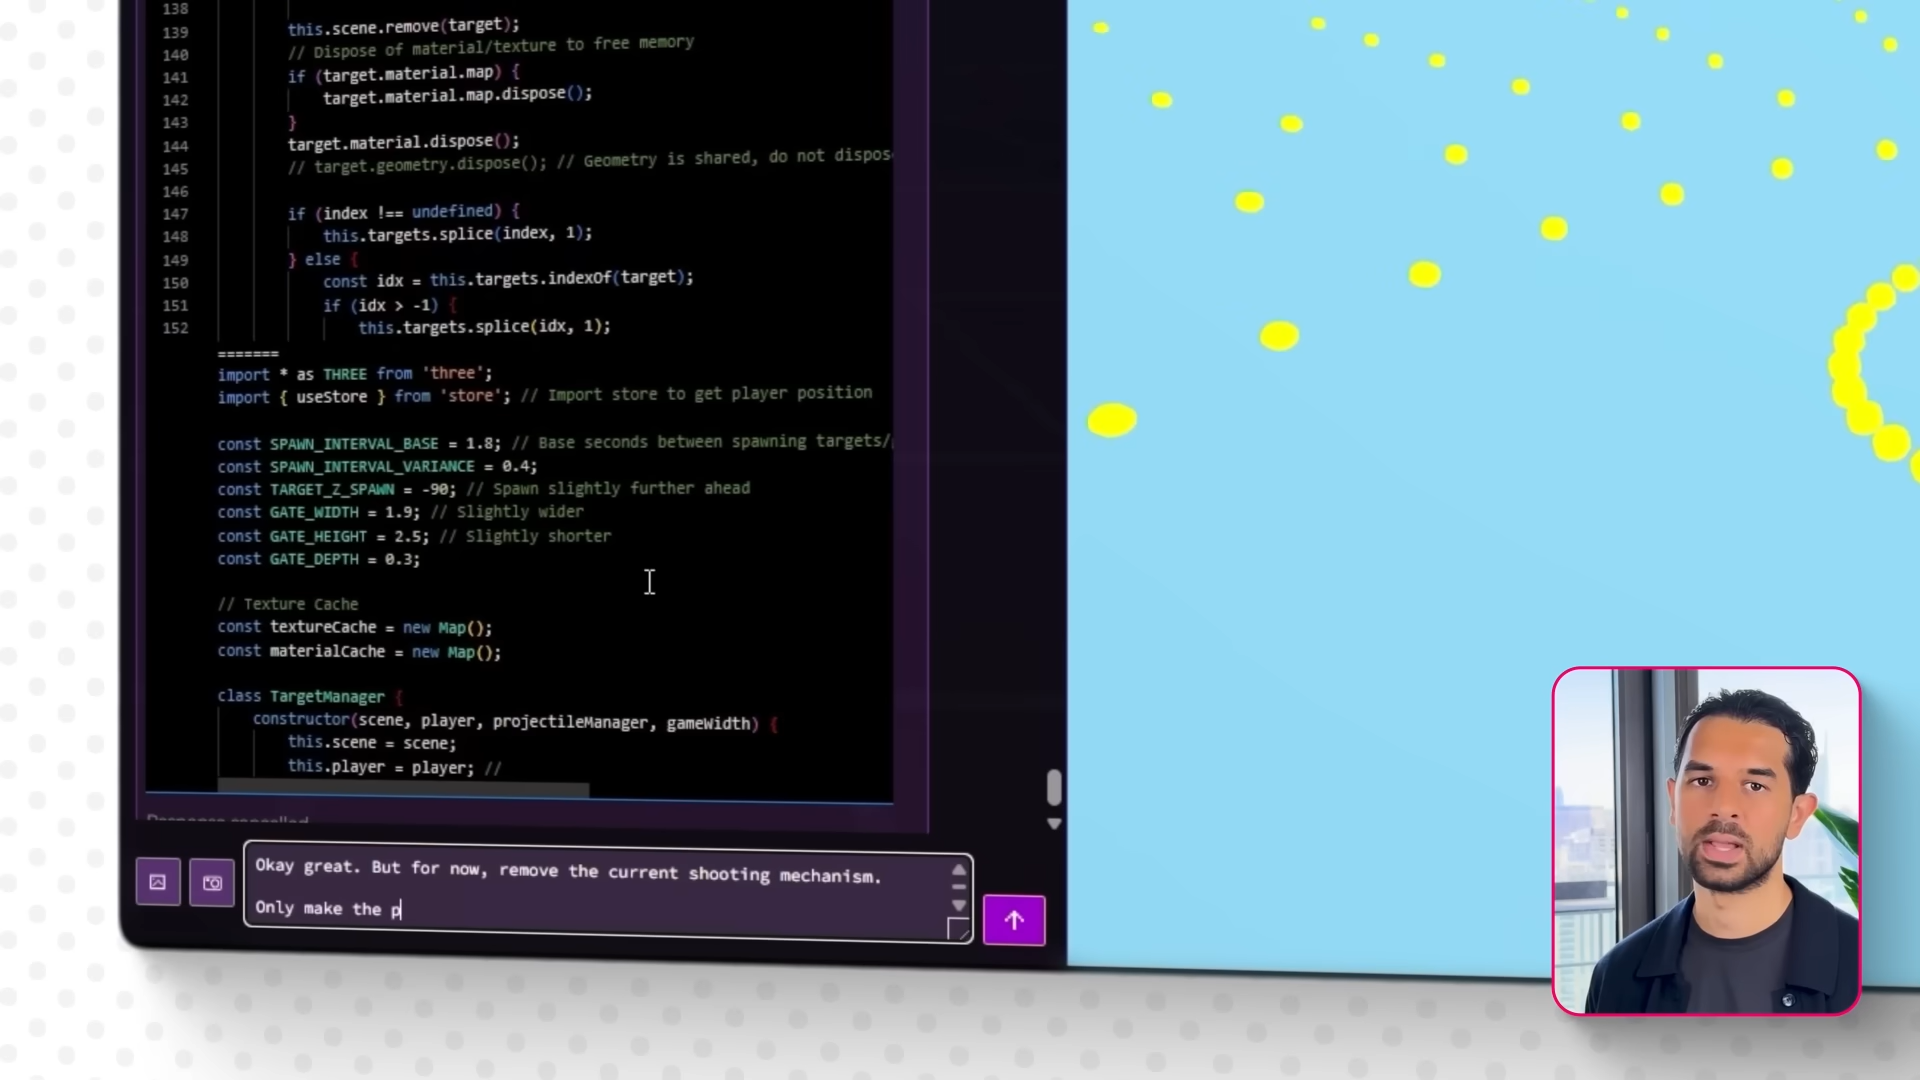 138
139 this.scene.remove(target);
140 // Dispose of material/texture to free memory
141 if (target.material.map) {
142 target.material.map.dispose();
143 }
144 target.material.dispose();
145 // target.geometry.dispose(); // Geometry is shared, do not dispos
146
147 if (index !== undefined) {
148 this.targets.splice(index, 1);
149 } else {
150 const idx = this.targets.indexOf(target);
151 if (idx > -1) {
152 this.targets.splice(idx, 1);
=======
import * as THREE from 'three';
import { useStore } from 'store'; // Import store to get player position
const SPAWN_INTERVAL_BASE = 1.8; // Base seconds between spawning targets/
const SPAWN_INTERVAL_VARIANCE = 0.4;
const TARGET_Z_SPAWN = -90; // Spawn slightly further ahead
const GATE_WIDTH = 1.9; // Slightly wider
const GATE_HEIGHT = 2.5; // Slightly shorter
const GATE_DEPTH = 0.3;
// Texture Cache
const textureCache = new Map();
const materialCache = new Map();
class TargetManager {
constructor(scene, player, projectileManager, gameWidth) {
this.scene = scene;
this.player = player; //
Response cancelled
Okay great. But for now, remove the current shooting mechanism.
Only make the p